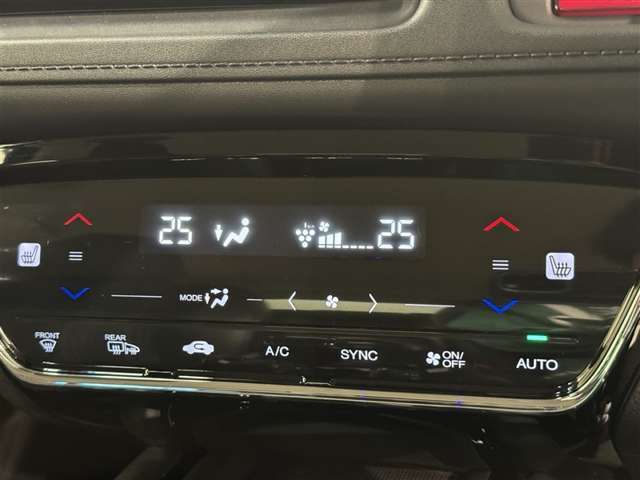 25 25
MODE
FRONT REAR A/C SYNC ON/OFF AUTO